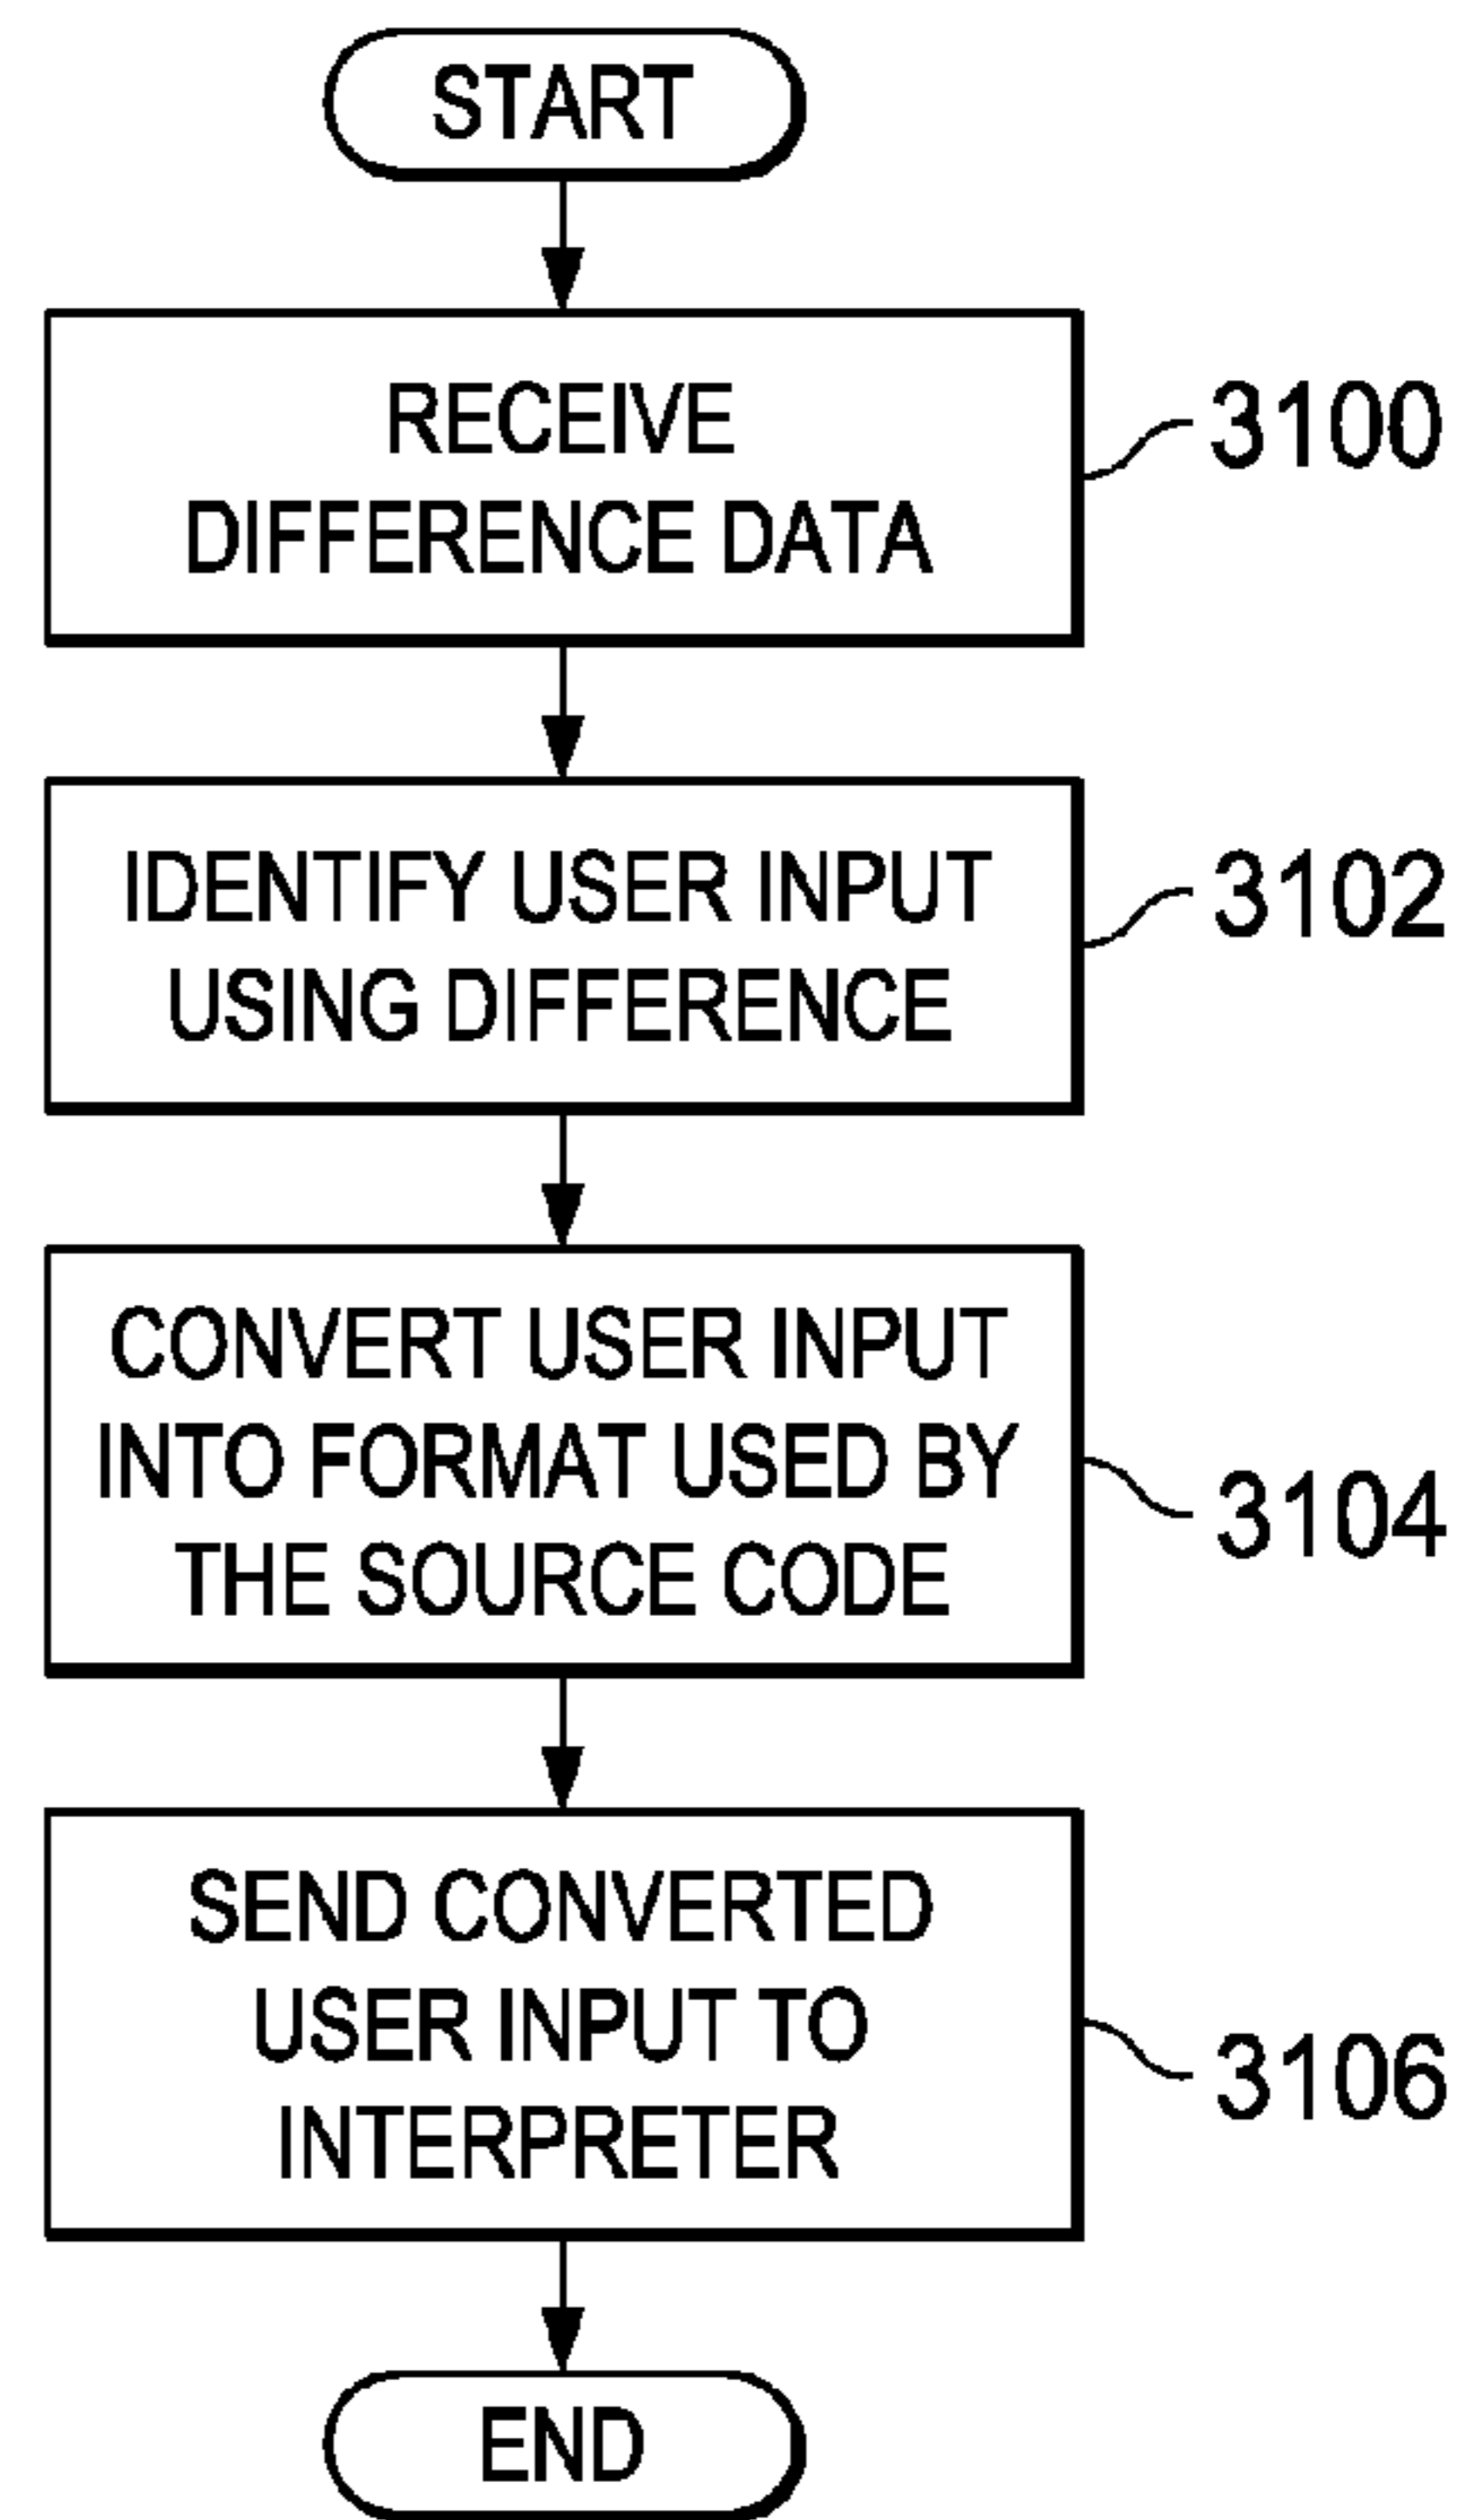 START
RECEIVE
DIFFERENCE DATA
3100
IDENTIFY USER INPUT
USING DIFFERENCE
3102
CONVERT USER INPUT
INTO FORMAT USED BY
THE SOURCE CODE
3104
SEND CONVERTED
USER INPUT TO
INTERPRETER
3106
END